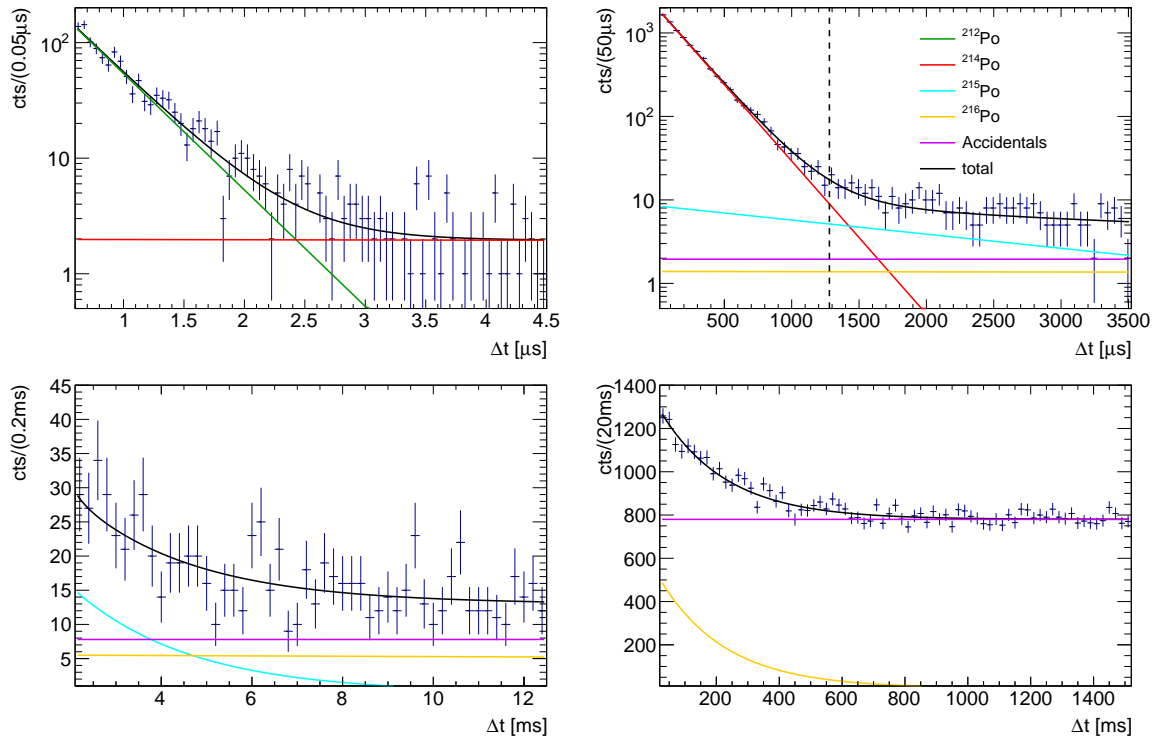 cts/(0.05μs)
10²
10
1
1 1.5 2 2.5 3 3.5 4 4.5
Δt [μs]
cts/(50μs)
10³
10²
10
1
²¹²Po
²¹⁴Po
²¹⁵Po
²¹⁶Po
Accidentals
total
500 1000 1500 2000 2500 3000 3500
Δt [μs]
cts/(0.2ms)
45
40
35
30
25
20
15
10
5
4 6 8 10 12
Δt [ms]
cts/(20ms)
1400
1200
1000
800
600
400
200
200 400 600 800 1000 1200 1400
Δt [ms]